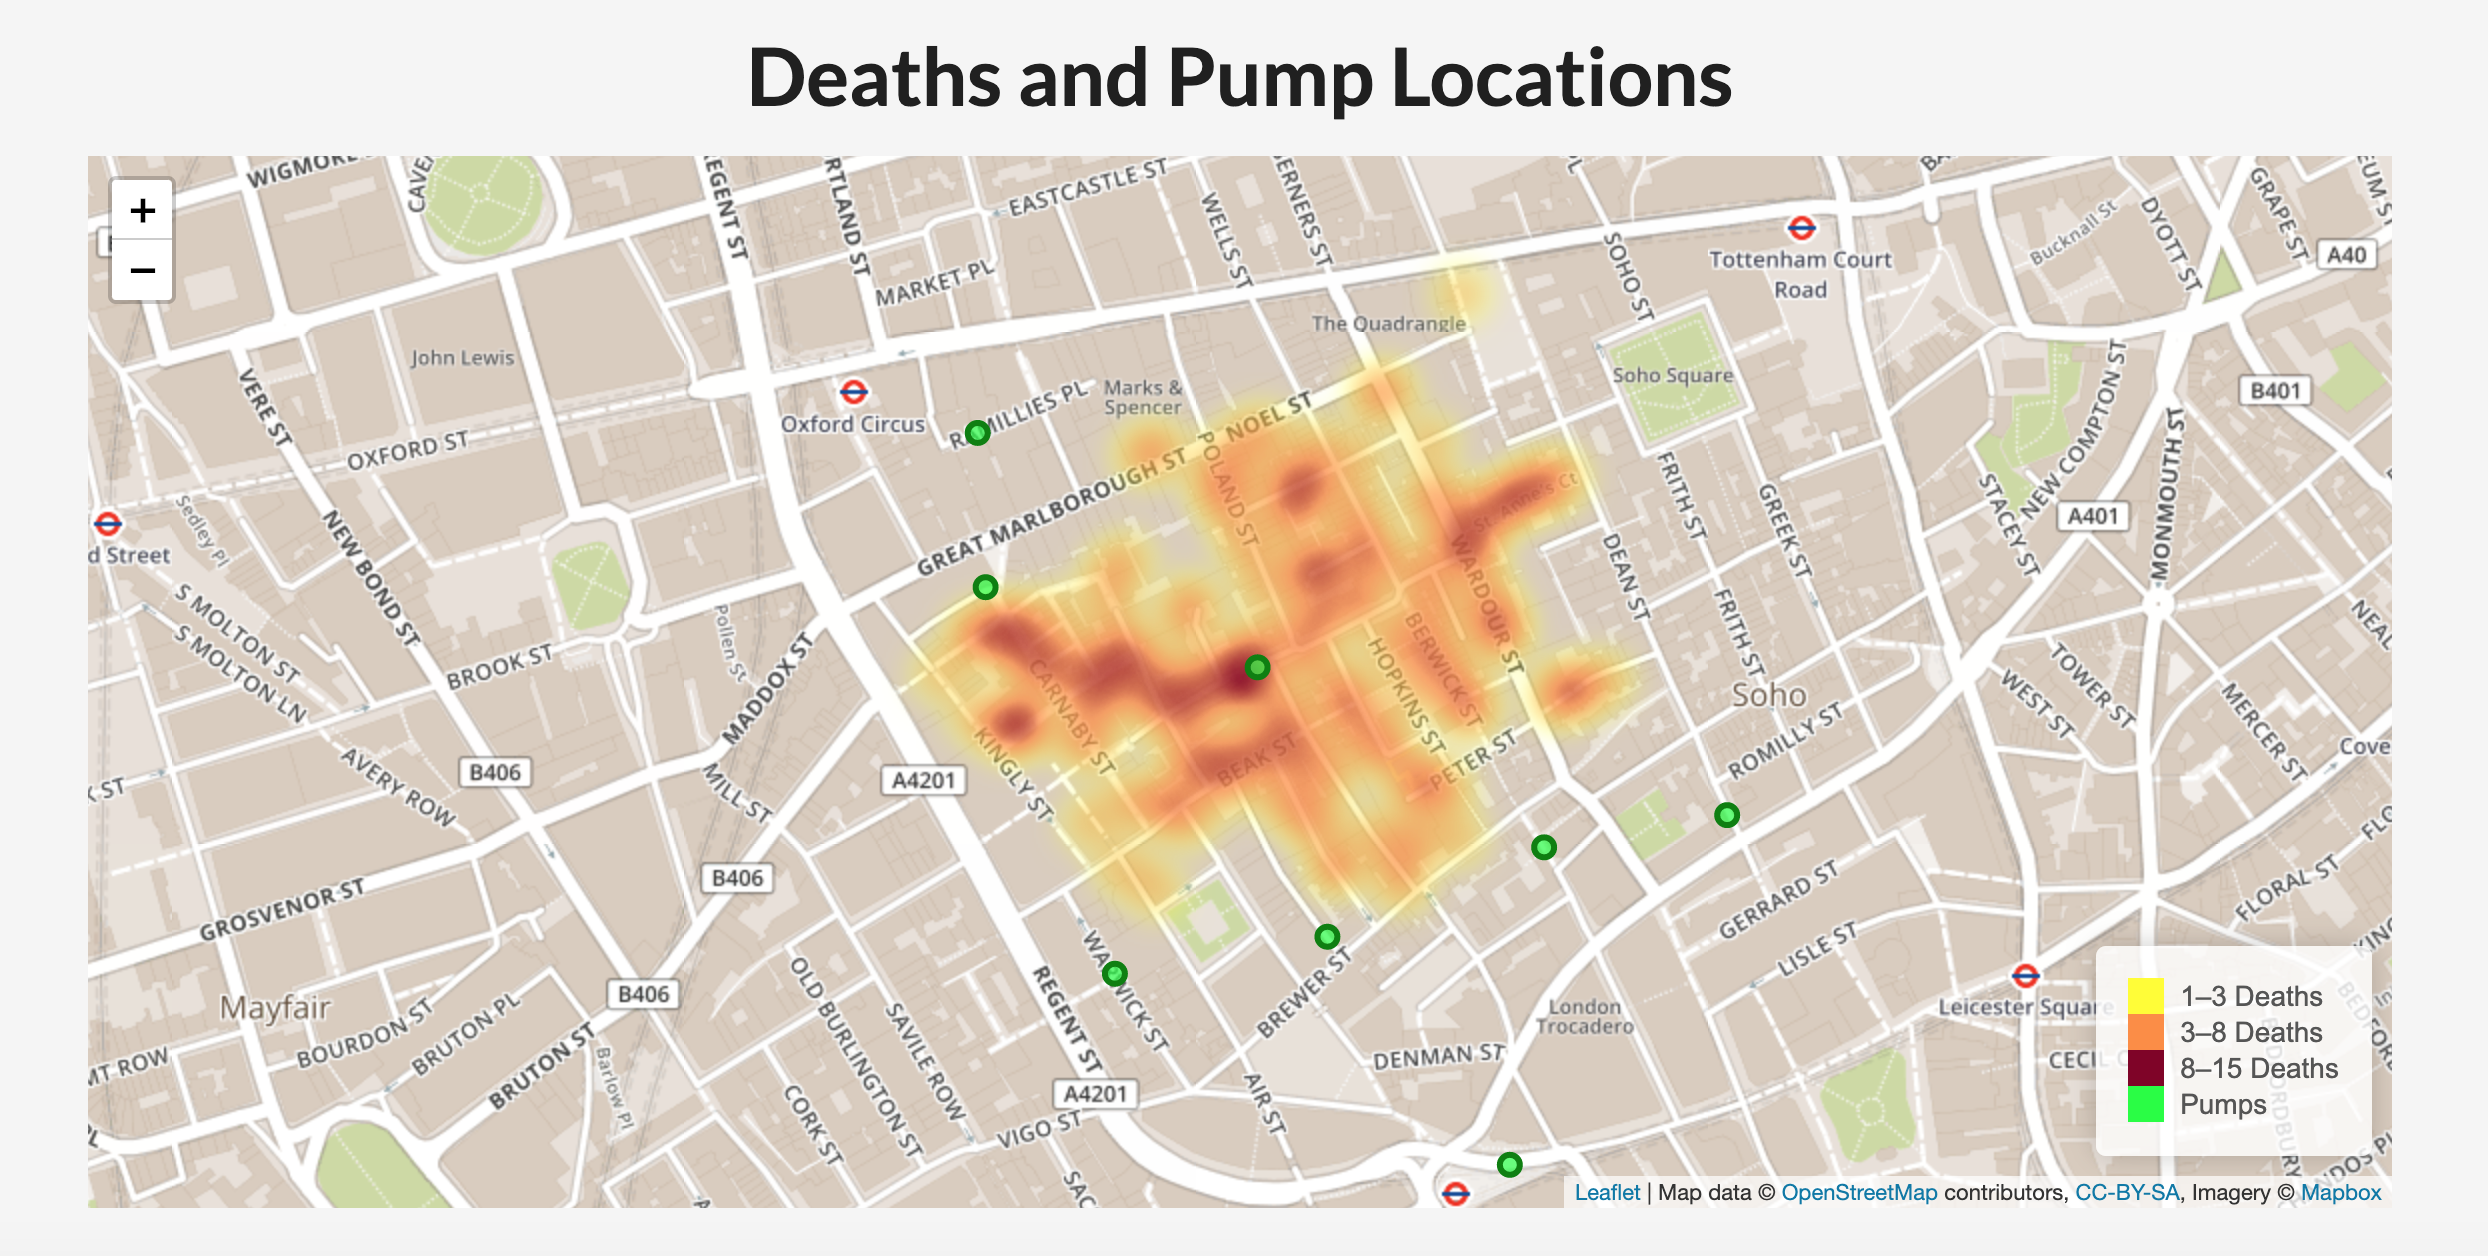 Deaths and Pump Locations
+
−
WIGMORE
EASTCASTLE ST
WELLS ST
SOHO ST
Tottenham Court
Road
Bucknall St
DYOTT ST
GRAPE ST
A40
MARKET PL
The Quadrangle
John Lewis
Oxford Circus
RAMILLIES PL
Marks &
Spencer
NOEL ST
Soho Square
NEW COMPTON ST
B401
VERE ST
OXFORD ST
GREAT MARLBOROUGH ST
POLAND ST
St Anne's Ct
FRITH ST
GREEK ST
STACEY ST
A401
MONMOUTH ST
d Street
Sedley Pl
NEW BOND ST
S MOLTON ST
S MOLTON LN
BROOK ST
Pollen St
MADDOX ST
CARNABY ST
KINGLY ST
BEAK ST
HOPKINS ST
BERWICK ST
WARDOUR ST
PETER ST
DEAN ST
FRITH ST
Soho
ROMILLY ST
WEST ST
TOWER ST
MERCER ST
NEAL
Cove
K ST
AVERY ROW
B406
MILL ST
A4201
B406
GROSVENOR ST
B406
Mayfair
BOURDON ST
BRUTON PL
BRUTON ST
Barlow Pl
OLD BURLINGTON ST
SAVILE ROW
CORK ST
VIGO ST
REGENT ST
WARWICK ST
A4201
AIR ST
BREWER ST
DENMAN ST
London
Trocadero
GERRARD ST
LISLE ST
Leicester Square
FLORAL ST
FLO
MT ROW
REGENT ST
SAC
CECIL C
1–3 Deaths
3–8 Deaths
8–15 Deaths
Pumps
Leaflet | Map data © OpenStreetMap contributors, CC-BY-SA, Imagery © Mapbox